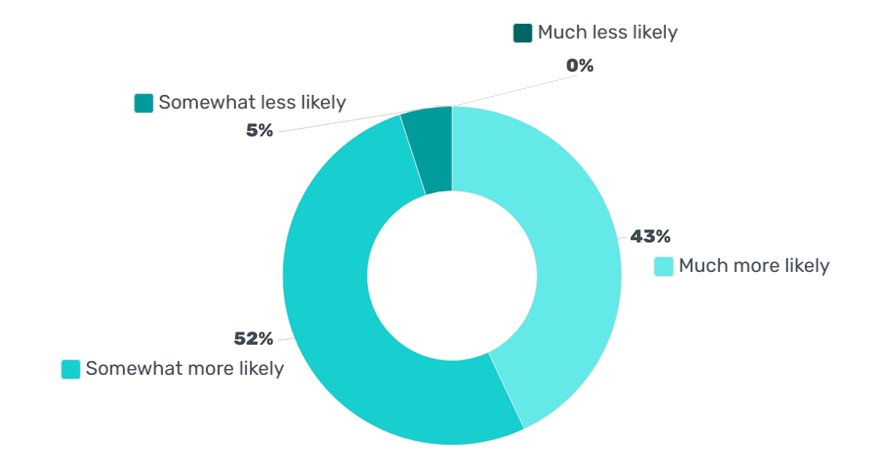 Much less likely
0%
Somewhat less likely
5%
43%
Much more likely
52%
Somewhat more likely